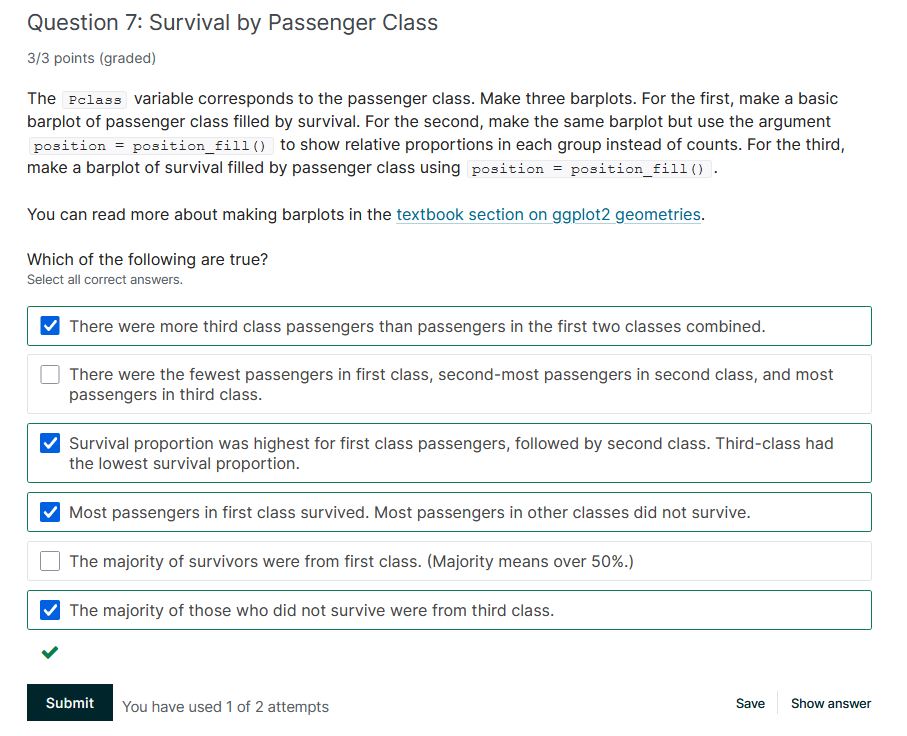 Question 7: Survival by Passenger Class
3/3 points (graded)
The Pclass variable corresponds to the passenger class. Make three barplots. For the first, make a basic
barplot of passenger class filled by survival. For the second, make the same barplot but use the argument
position = position_fill() to show relative proportions in each group instead of counts. For the third,
make a barplot of survival filled by passenger class using position = position_fill() .
You can read more about making barplots in the textbook section on ggplot2 geometries.
Which of the following are true?
Select all correct answers.
There were more third class passengers than passengers in the first two classes combined.
There were the fewest passengers in first class, second-most passengers in second class, and most
passengers in third class.
Survival proportion was highest for first class passengers, followed by second class. Third-class had
the lowest survival proportion.
Most passengers in first class survived. Most passengers in other classes did not survive.
The majority of survivors were from first class. (Majority means over 50%.)
The majority of those who did not survive were from third class.
Submit You have used 1 of 2 attempts Save Show answer